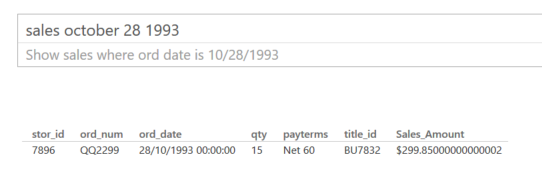 sales october 28 1993
Show sales where ord date is 10/28/1993
stor_id ord_num ord_date qty payterms title_id Sales_Amount
7896 QQ2299 28/10/1993 00:00:00 15 Net 60 BU7832 $299.85000000000002